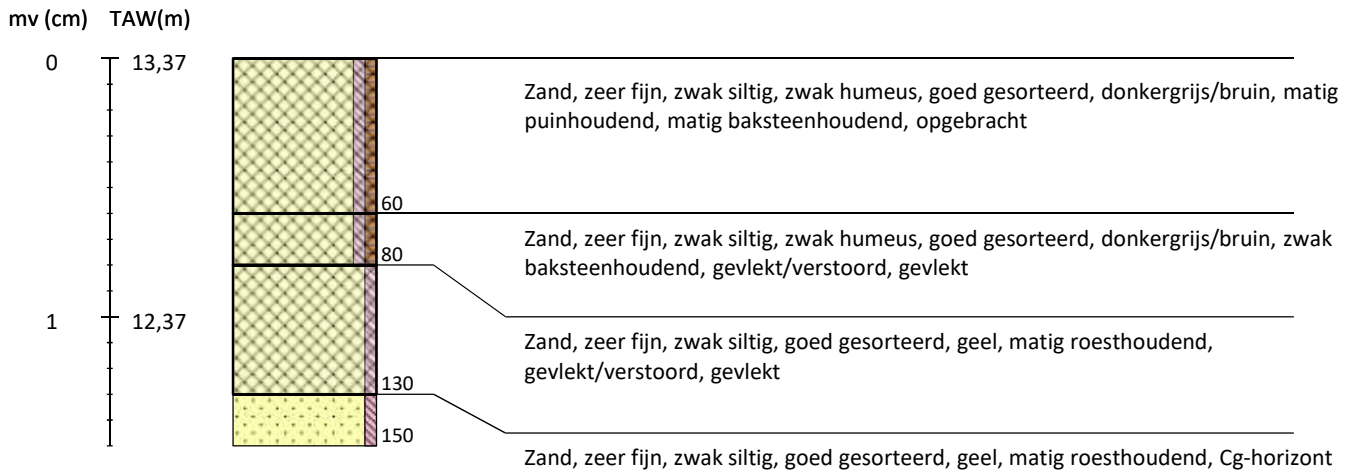 mv (cm) TAW(m)
0 13,37
Zand, zeer fijn, zwak siltig, zwak humeus, goed gesorteerd, donkergrijs/bruin, matig
puinhoudend, matig baksteenhoudend, opgebracht
60
Zand, zeer fijn, zwak siltig, zwak humeus, goed gesorteerd, donkergrijs/bruin, zwak
baksteenhoudend, gevlekt/verstoord, gevlekt
80
1 12,37
Zand, zeer fijn, zwak siltig, goed gesorteerd, geel, matig roesthoudend,
gevlekt/verstoord, gevlekt
130
150
Zand, zeer fijn, zwak siltig, goed gesorteerd, geel, matig roesthoudend, Cg-horizont